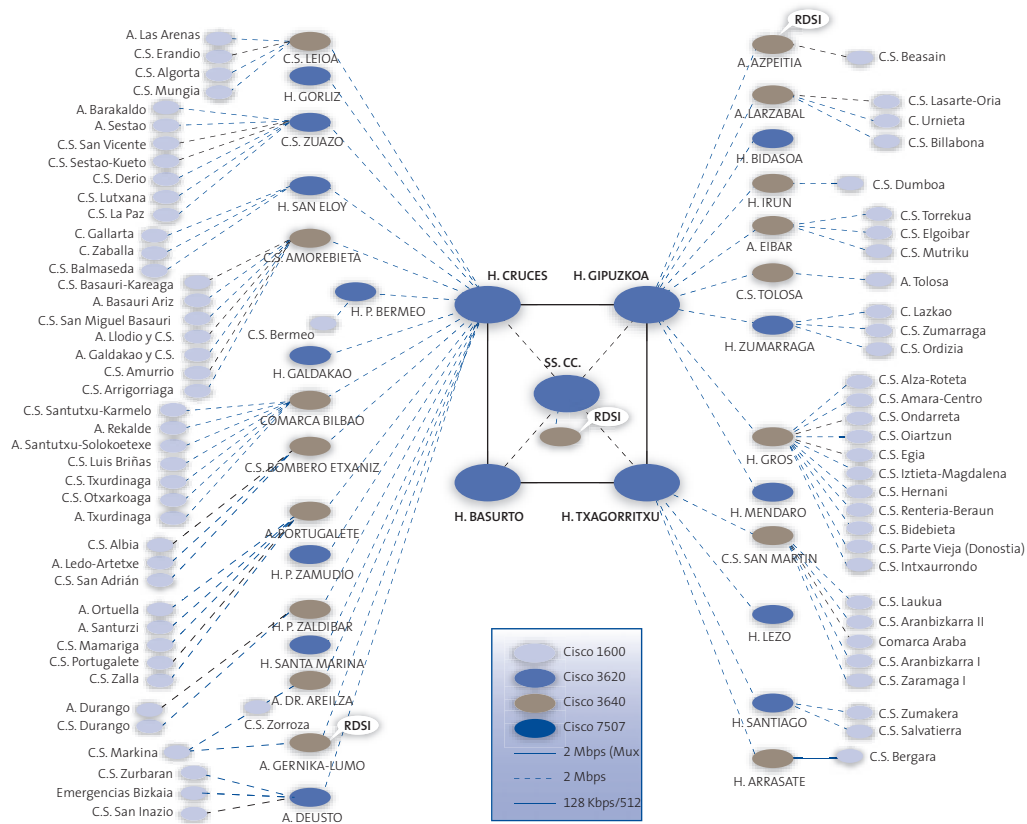 A. Las Arenas
C.S. Erandio
C.S. Algorta
C.S. Mungia
C.S. LEIOA
H. GORLIZ
A. Barakaldo
A. Sestao
C.S. San Vicente
C.S. Sestao-Kueto
C.S. Derio
C.S. Lutxana
C.S. La Paz
C.S. ZUAZO
C. Gallarta
C. Zaballa
C.S. Balmaseda
H. SAN ELOY
C.S. Basauri-Kareaga
A. Basauri Ariz
C.S. San Miguel Basauri
A. Llodio y C.S.
A. Galdakao y C.S.
C.S. Amurrio
C.S. Arrigorriaga
C.S. AMOREBIETA
H. P. BERMEO
C.S. Bermeo
H. GALDAKAO
C.S. Santutxu-Karmelo
A. Rekalde
A. Santutxu-Solokoetexe
C.S. Luis Briñas
C.S. Txurdinaga
C.S. Otxarkoaga
A. Txurdinaga
COMARCA BILBAO
C.S. BOMBERO ETXANIZ
C.S. Albia
A. Ledo-Artetxe
C.S. San Adrián
A. PORTUGALETE
H. P. ZAMUDIO
A. Ortuella
A. Santurzi
C.S. Mamariga
C.S. Portugalete
C.S. Zalla
H. P. ZALDIBAR
H. SANTA MARINA
A. Durango
C.S. Durango
A. DR. AREILZA
C.S. Zorroza
RDSI
C.S. Markina
A. GERNIKA-LUMO
C.S. Zurbaran
Emergencias Bizkaia
C.S. San Inazio
A. DEUSTO
H. CRUCES
H. GIPUZKOA
SS. CC.
RDSI
H. BASURTO
H. TXAGORRITXU
RDSI
A. AZPEITIA
C.S. Beasain
A. LARZABAL
C.S. Lasarte-Oria
C. Urnieta
C.S. Billabona
H. BIDASOA
H. IRUN
C.S. Dumboa
A. EIBAR
C.S. Torrekua
C.S. Elgoibar
C.S. Mutriku
C.S. TOLOSA
A. Tolosa
H. ZUMARRAGA
C. Lazkao
C.S. Zumarraga
C.S. Ordizia
H. GROS
C.S. Alza-Roteta
C.S. Amara-Centro
C.S. Ondarreta
C.S. Oiartzun
C.S. Egia
C.S. Iztieta-Magdalena
C.S. Hernani
C.S. Renteria-Beraun
C.S. Bidebieta
C.S. Parte Vieja (Donostia)
C.S. Intxaurrondo
H. MENDARO
C.S. SAN MARTIN
C.S. Laukua
C.S. Aranbizkarra II
Comarca Araba
C.S. Aranbizkarra I
C.S. Zaramaga I
H. LEZO
H. SANTIAGO
C.S. Zumakera
C.S. Salvatierra
H. ARRASATE
C.S. Bergara
Cisco 1600
Cisco 3620
Cisco 3640
Cisco 7507
2 Mbps (Mux
2 Mbps
128 Kbps/512